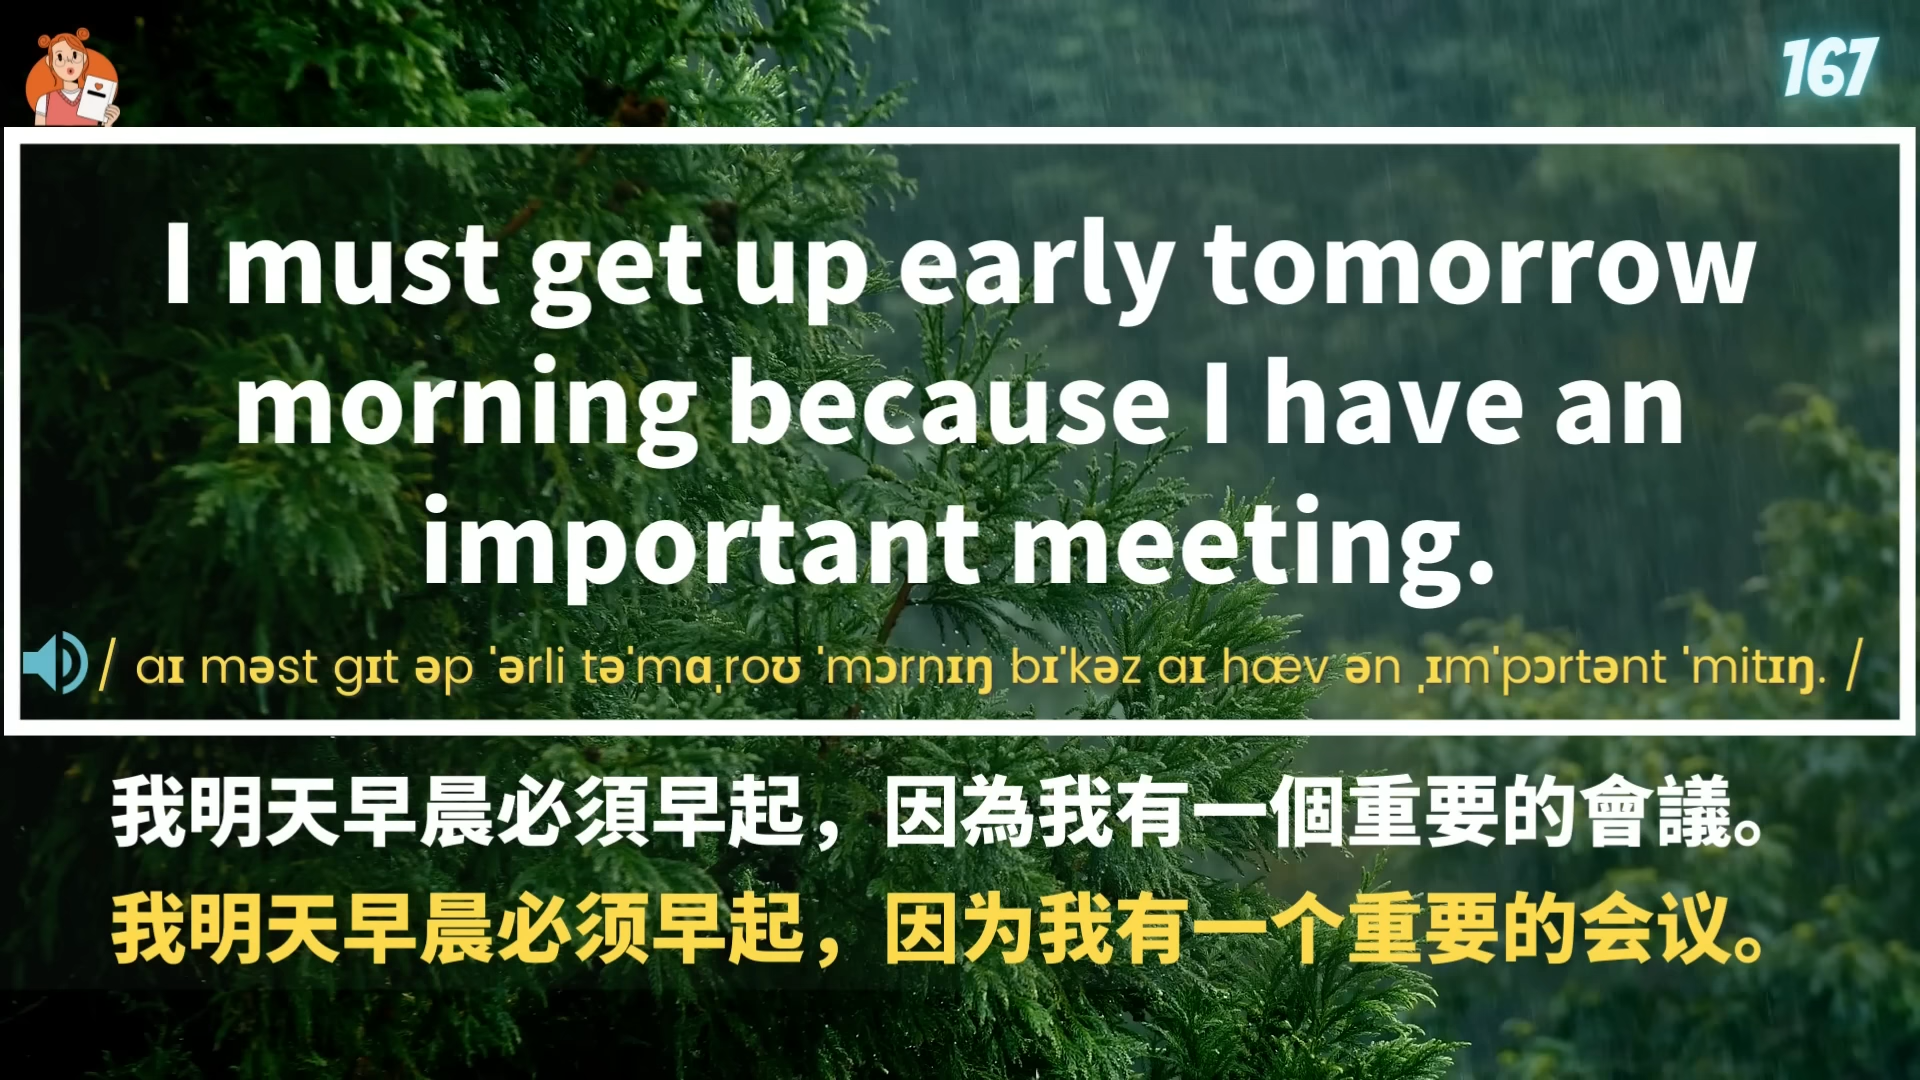 167
I must get up early tomorrow
morning because I have an
important meeting.
/ aɪ məst gɪt əp ˈərli təˈmɑˌroʊ ˈmɔrnɪŋ bɪˈkəz aɪ hæv ən ˌɪmˈpɔrtənt ˈmitɪŋ. /
我明天早晨必須早起，因為我有一個重要的會議。
我明天早晨必须早起，因为我有一个重要的会议。